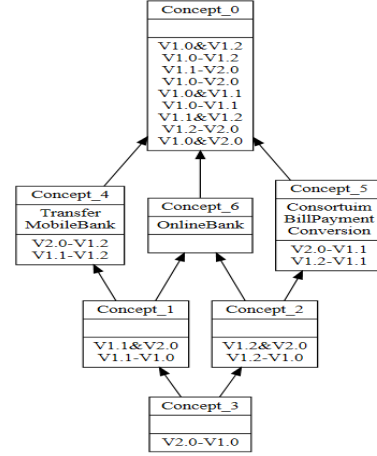 Concept_0
V1.0&V1.2
V1.0-V1.2
V1.1-V2.0
V1.0-V2.0
V1.0&V1.1
V1.0-V1.1
V1.1&V1.2
V1.2-V2.0
V1.0&V2.0
Concept_4
Transfer
MobileBank
V2.0-V1.2
V1.1-V1.2
Concept_6
OnlineBank
Concept_5
Consortuim
BillPayment
Conversion
V2.0-V1.1
V1.2-V1.1
Concept_1
V1.1&V2.0
V1.1-V1.0
Concept_2
V1.2&V2.0
V1.2-V1.0
Concept_3
V2.0-V1.0